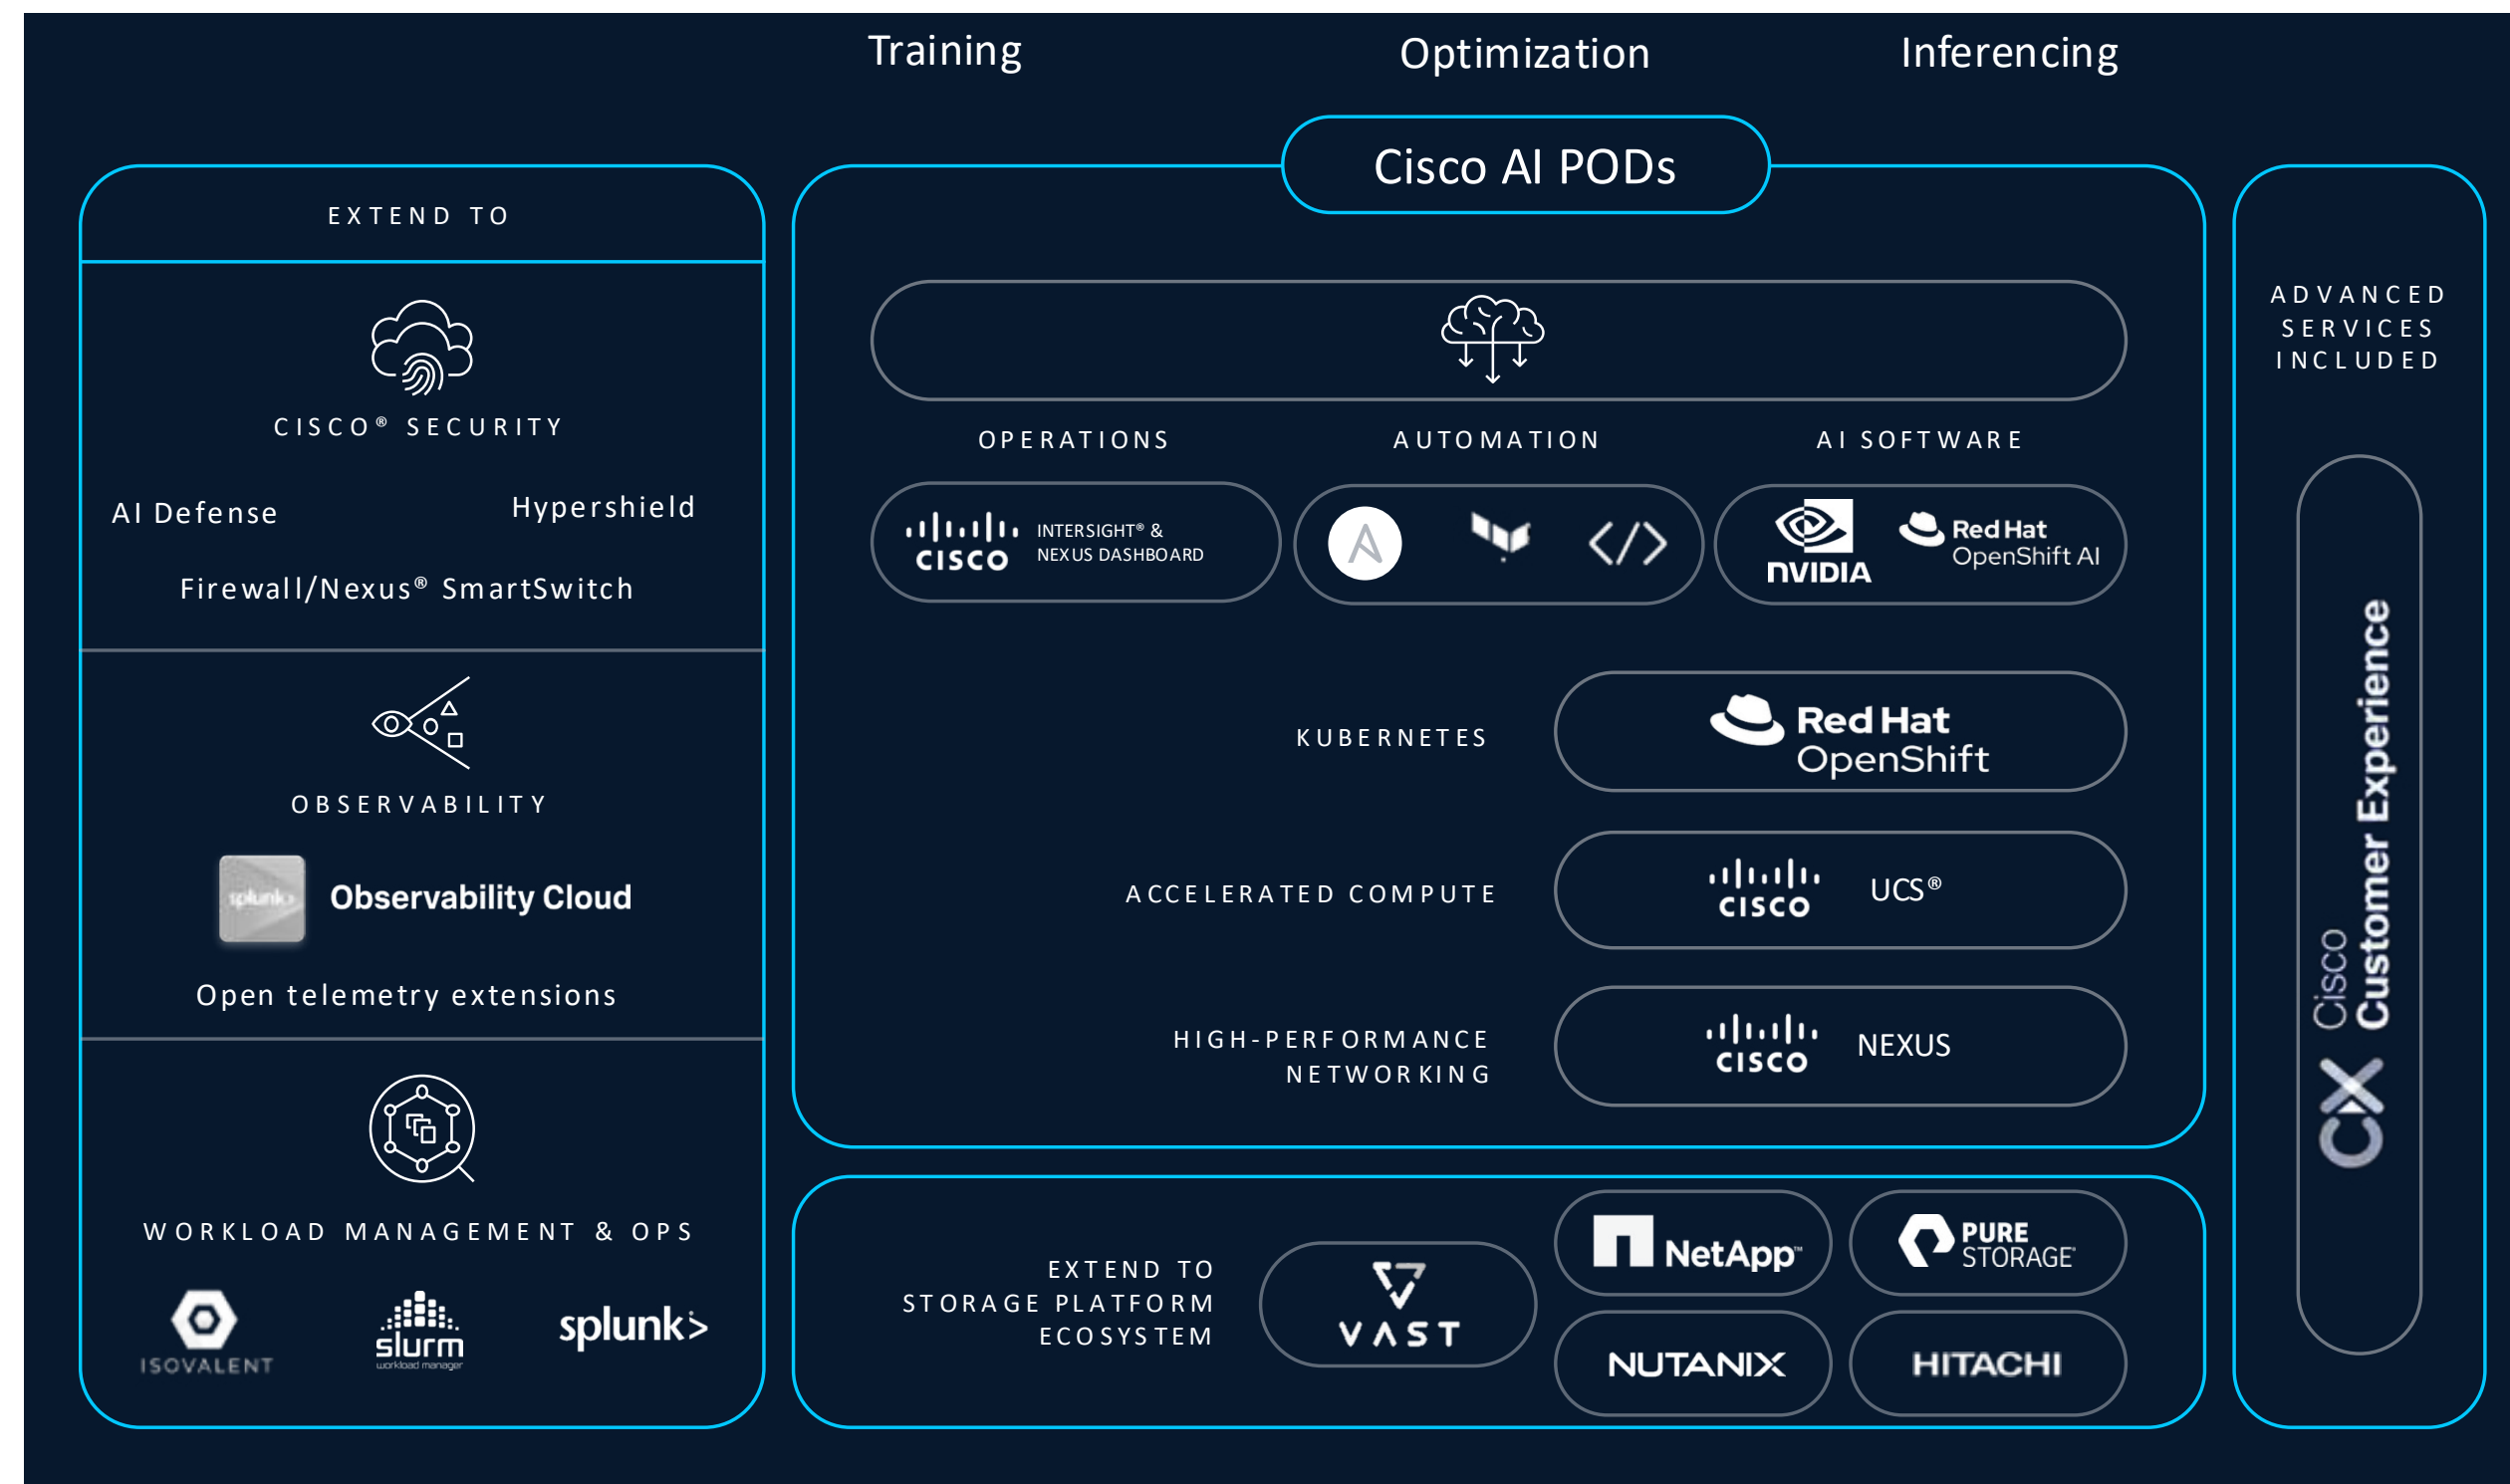 Training
Optimization
Inferencing
Cisco AI PODs
EXTEND TO
CISCO® SECURITY
AI Defense
Hypershield
Firewall/Nexus® SmartSwitch
OBSERVABILITY
splunk>
Observability Cloud
Open telemetry extensions
WORKLOAD MANAGEMENT & OPS
ISOVALENT
slurm
workload manager
splunk>
OPERATIONS
AUTOMATION
AI SOFTWARE
CISCO
INTERSIGHT® &
NEXUS DASHBOARD
A
</>
NVIDIA
Red Hat
OpenShift AI
KUBERNETES
Red Hat
OpenShift
ACCELERATED COMPUTE
CISCO
UCS®
HIGH-PERFORMANCE
NETWORKING
CISCO
NEXUS
EXTEND TO
STORAGE PLATFORM
ECOSYSTEM
VAST
NetApp™
PURE
STORAGE®
NUTANIX
HITACHI
ADVANCED
SERVICES
INCLUDED
CX
Cisco
Customer Experience